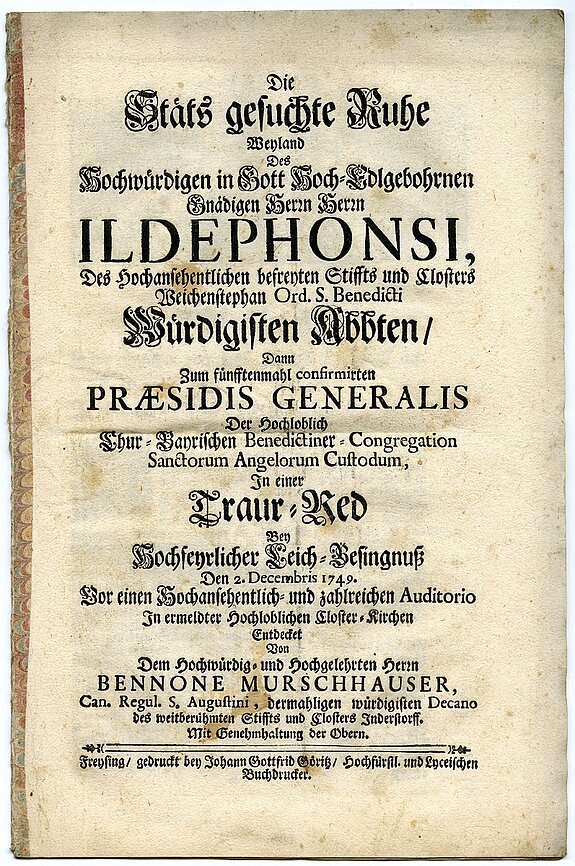 Die
Stäts gesuchte Ruhe
Weyland
Des
Hochwürdigen in Gott Hoch-Edlgebohrnen
Gnädigen Herrn Herrn
ILDEPHONSI,
Des Hochansehentlichen befreyten Stiffts und Closters
Weichenstephan Ord. S. Benedicti
Würdigisten Abbten/
Dann
Zum fünfftenmahl confirmirten
PRÆSIDIS GENERALIS
Der Hochloblich
Chur-Bayrischen Benedictiner-Congregation
Sanctorum Angelorum Custodum,
In einer
Traur-Red
Bey
Hochfeyrlicher Leich-Besingnuß
Den 2. Decembris 1749.
Vor einen Hochansehentlich- und zahlreichen Auditorio
In ermeldter Hochloblichen Closter-Kirchen
Entdecket
Von
Dem Hochwürdig- und Hochgelehrten Herrn
BENNONE MURSCHHAUSER,
Can. Regul. S. Augustini, dermahligen würdigisten Decano
des weitberühmten Stiffts und Closters Inderstorff.
Mit Genehmhaltung der Obern.
Freysing/ gedruckt bey Johann Gottfrid Göritz/ Hochfürstl. und Lyceischen
Buchdrucker.